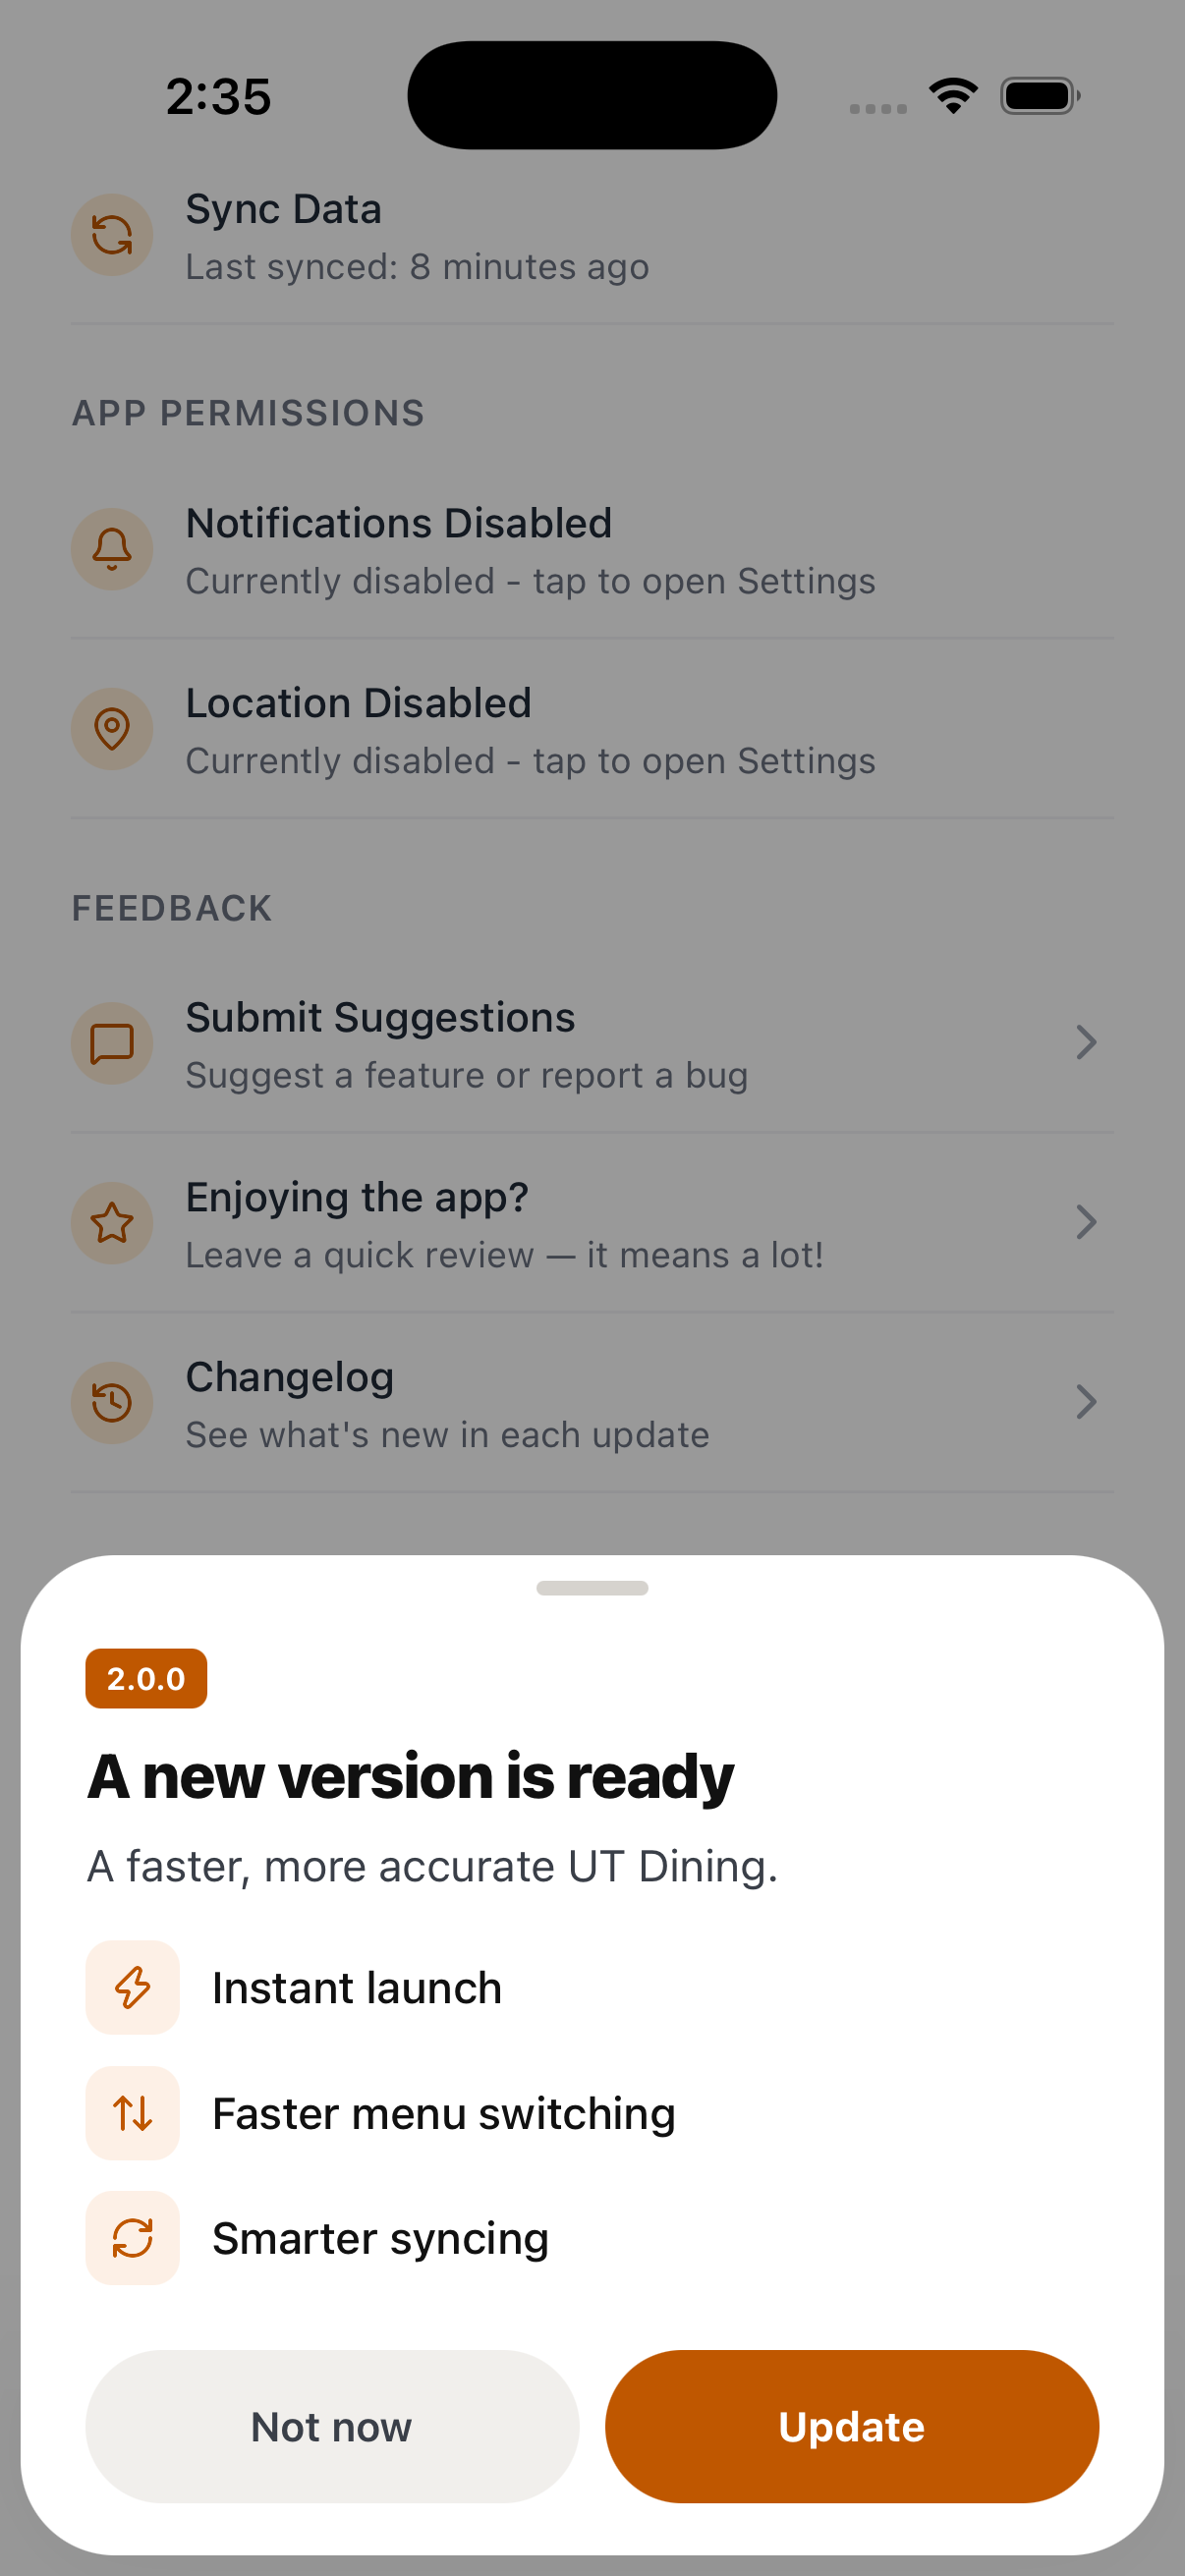 2:35
Sync Data
Last synced: 8 minutes ago
APP PERMISSIONS
Notifications Disabled
Currently disabled - tap to open Settings
Location Disabled
Currently disabled - tap to open Settings
FEEDBACK
Submit Suggestions
Suggest a feature or report a bug
Enjoying the app?
Leave a quick review — it means a lot!
Changelog
See what's new in each update
2.0.0
A new version is ready
A faster, more accurate UT Dining.
Instant launch
Faster menu switching
Smarter syncing
Not now
Update